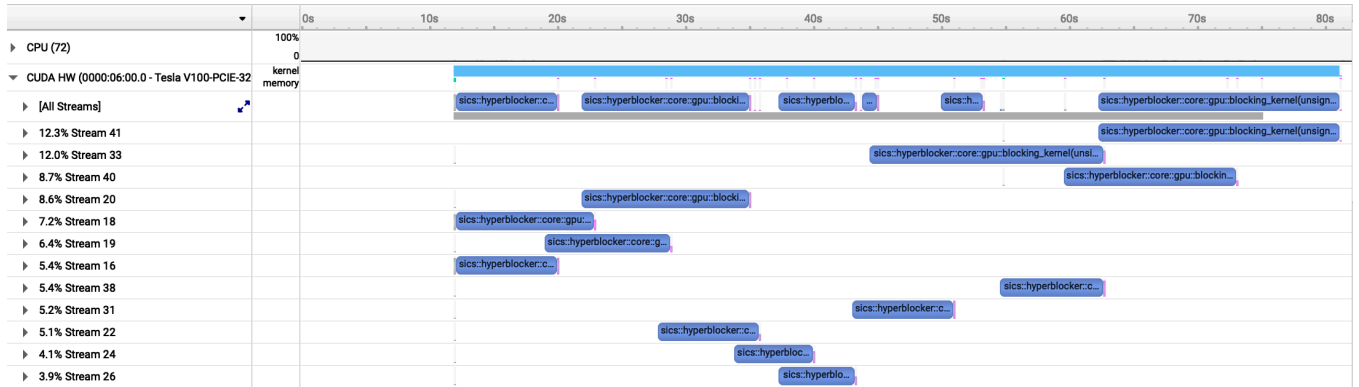 0s 10s 20s 30s 40s 50s 60s 70s 80s
CPU (72) 100%
0
CUDA HW (0000:06:00.0 - Tesla V100-PCIE-32 kernel
memory
[All Streams] sics::hyperblocker::c... sics::hyperblocker::core::gpu::blocki... sics::hyperblo... ... sics::h... sics::hyperblocker::core::gpu::blocking_kernel(unsign...
12.3% Stream 41 sics::hyperblocker::core::gpu::blocking_kernel(unsign...
12.0% Stream 33 sics::hyperblocker::core::gpu::blocking_kernel(unsi...
8.7% Stream 40 sics::hyperblocker::core::gpu::blockin...
8.6% Stream 20 sics::hyperblocker::core::gpu::blocki...
7.2% Stream 18 sics::hyperblocker::core::gpu:...
6.4% Stream 19 sics::hyperblocker::core::g...
5.4% Stream 16 sics::hyperblocker::c...
5.4% Stream 38 sics::hyperblocker::c...
5.2% Stream 31 sics::hyperblocker::c...
5.1% Stream 22 sics::hyperblocker::c...
4.1% Stream 24 sics::hyperbloc...
3.9% Stream 26 sics::hyperblo...